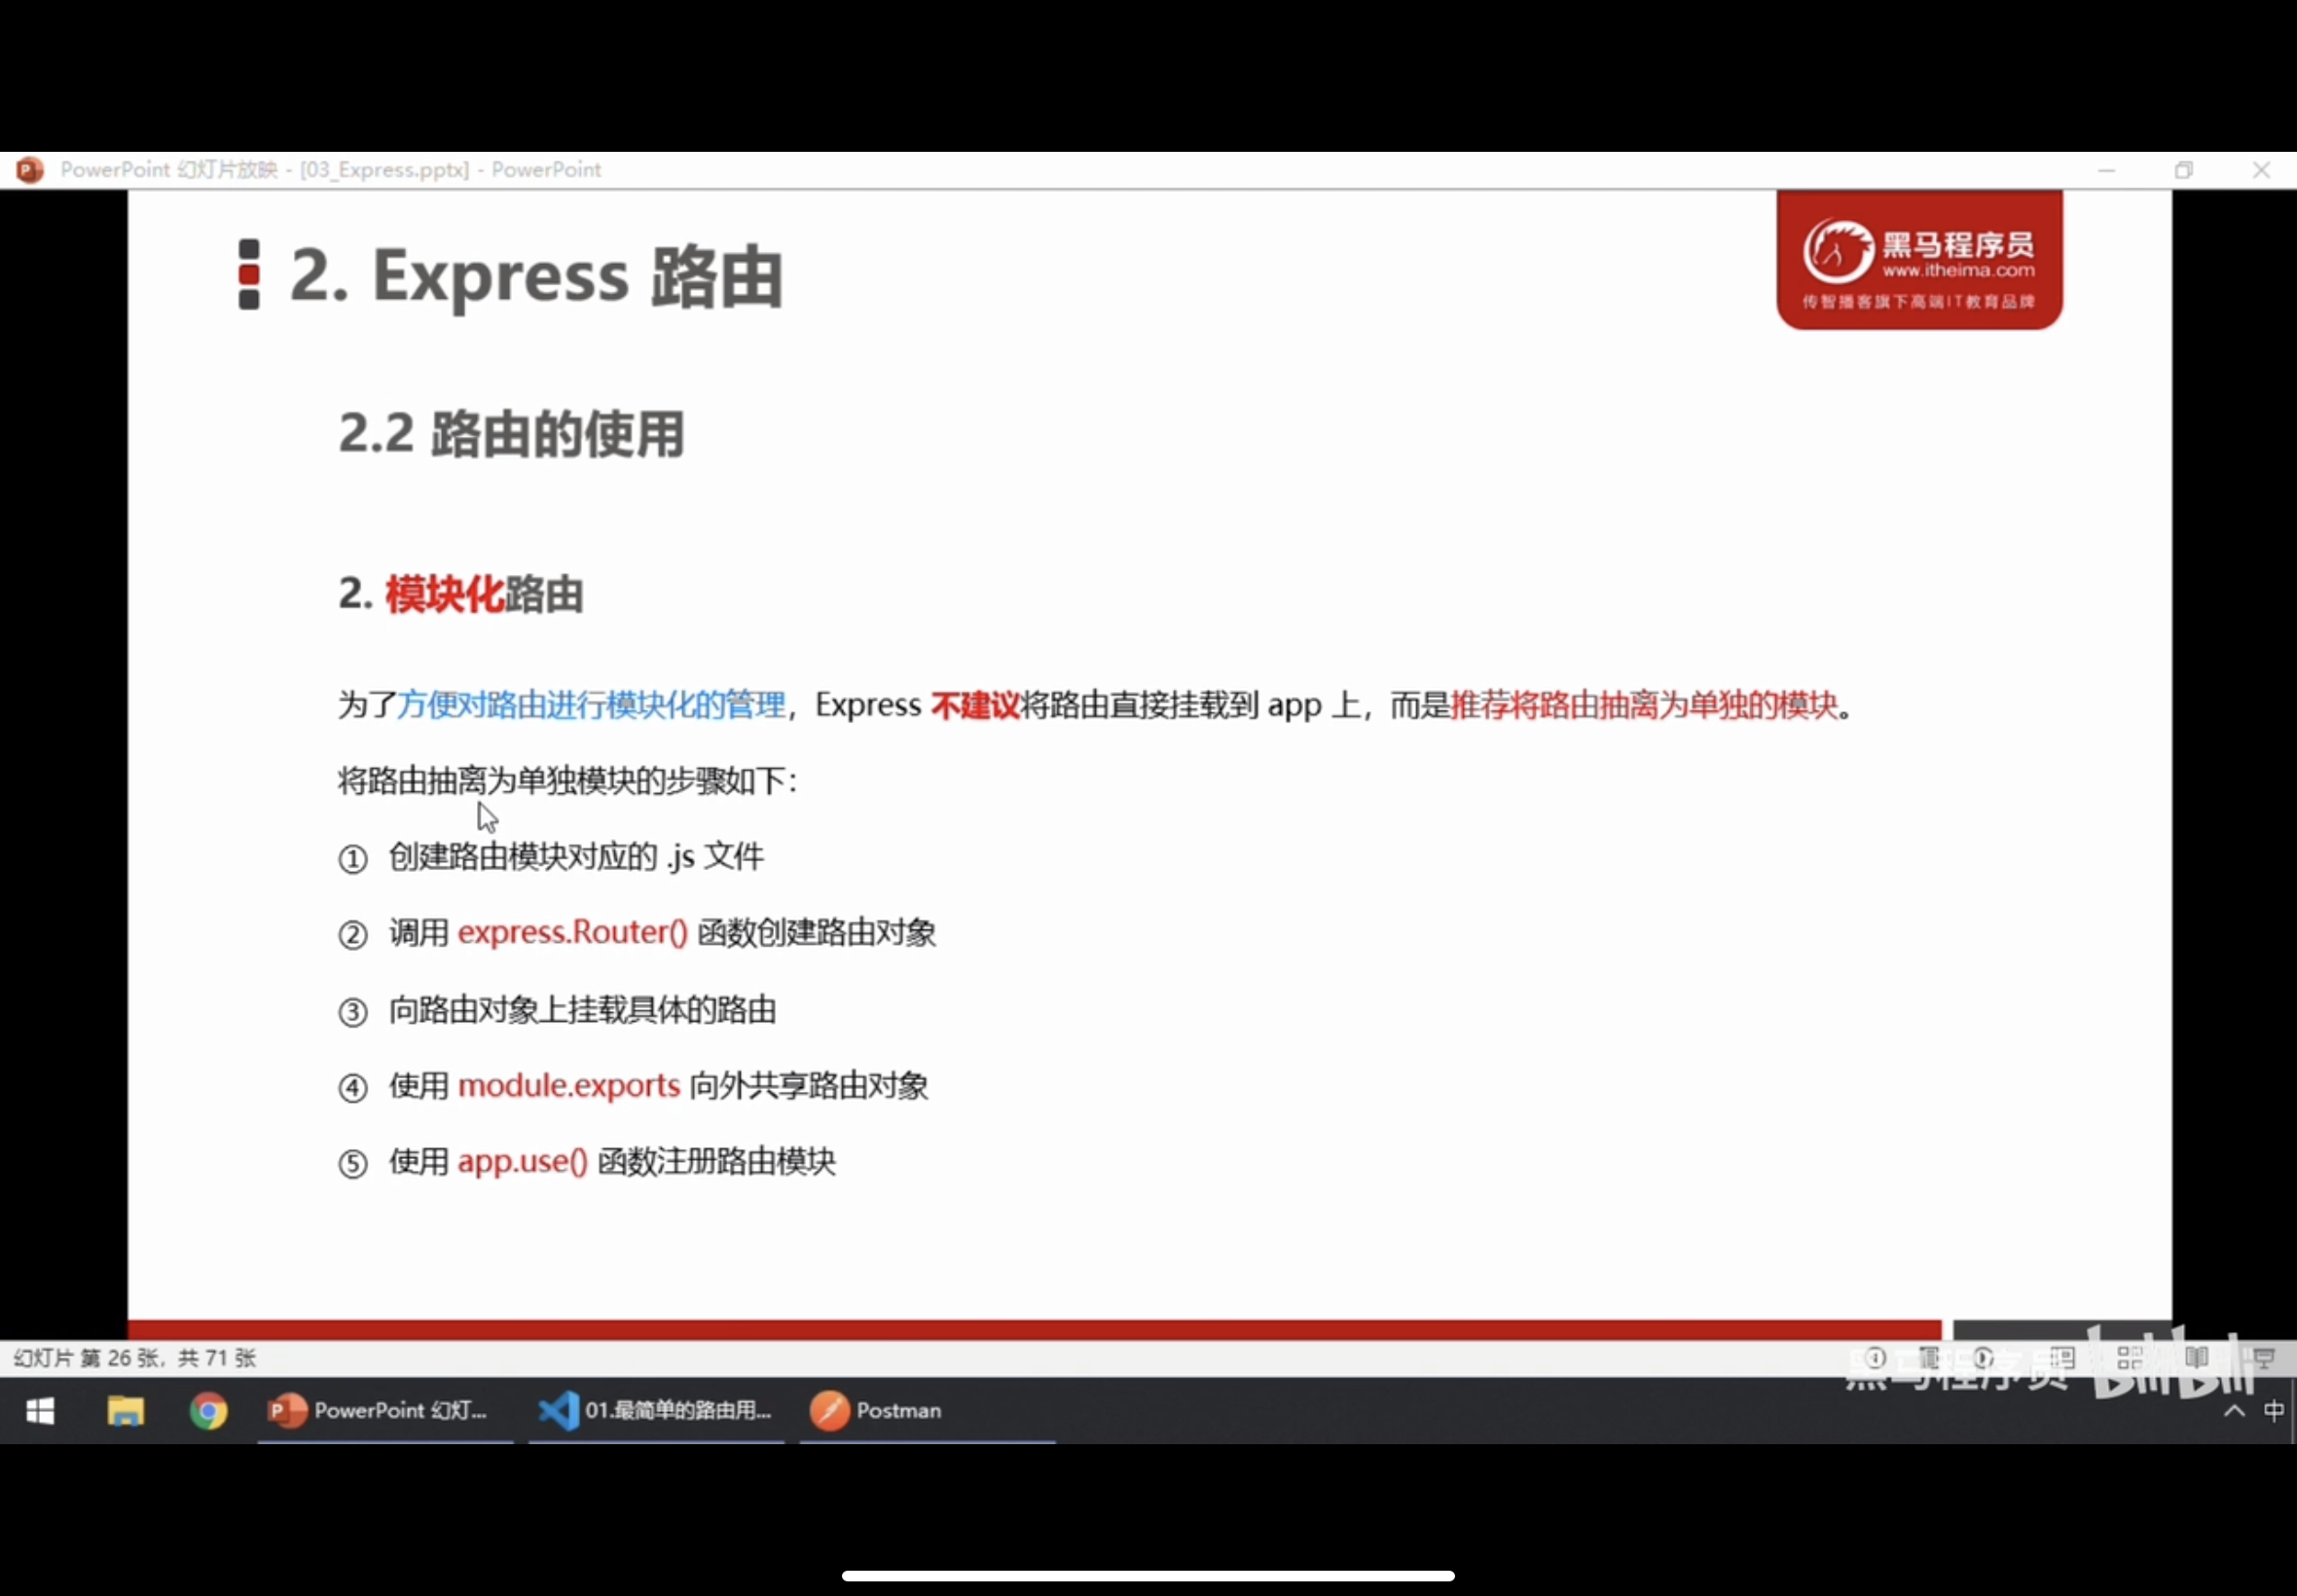 PowerPoint 幻灯片放映 - [03_Express.pptx] - PowerPoint
2. Express 路由
黑马程序员
www.itheima.com
传智播客旗下高端IT教育品牌
2.2 路由的使用
2. 模块化路由
为了方便对路由进行模块化的管理，Express 不建议将路由直接挂载到 app 上，而是推荐将路由抽离为单独的模块。
将路由抽离为单独模块的步骤如下：
① 创建路由模块对应的 .js 文件
② 调用 express.Router() 函数创建路由对象
③ 向路由对象上挂载具体的路由
④ 使用 module.exports 向外共享路由对象
⑤ 使用 app.use() 函数注册路由模块
幻灯片 第 26 张，共 71 张
黑马程序员 bilibili
PowerPoint 幻灯... 01.最简单的路由用... Postman
中